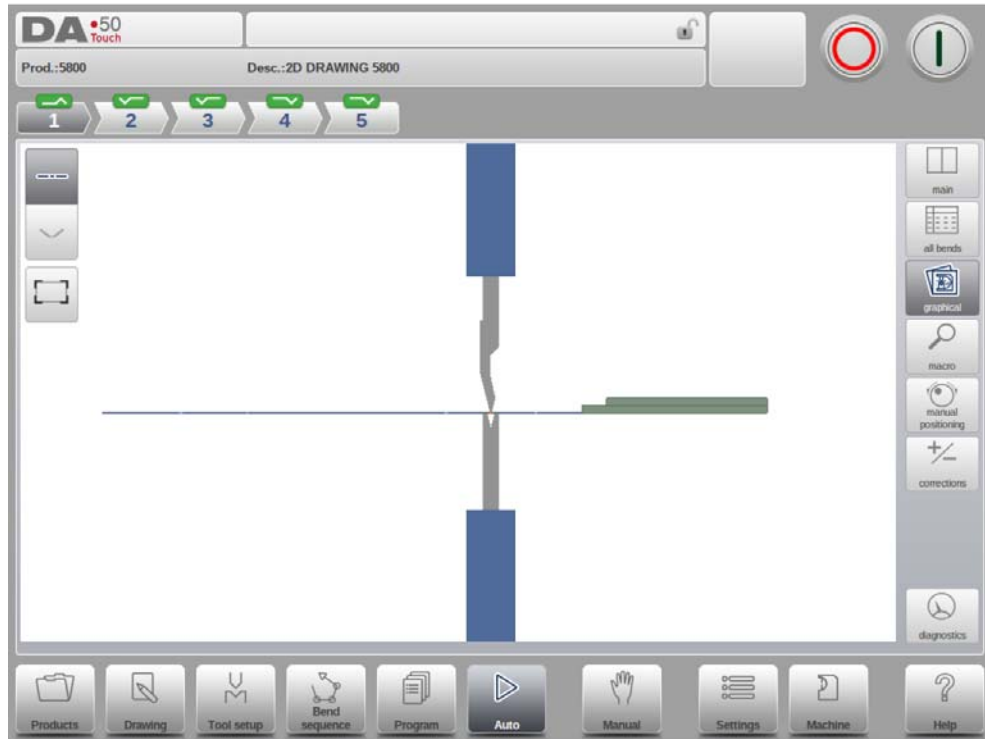 DA•50
Touch
Prod.:5800
Desc.:2D DRAWING 5800
1
2
3
4
5
main
all bends
graphical
macro
manual
positioning
corrections
diagnostics
Products
Drawing
Tool setup
Bend
sequence
Program
Auto
Manual
Settings
Machine
Help